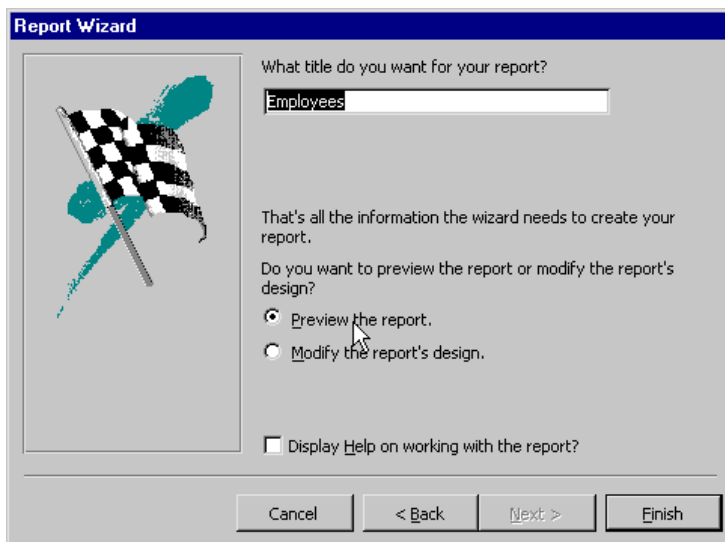 Report Wizard
What title do you want for your report?
Employees
That's all the information the wizard needs to create your
report.
Do you want to preview the report or modify the report's
design?
Preview the report.
Modify the report's design.
Display Help on working with the report?
Cancel
< Back
Next >
Finish